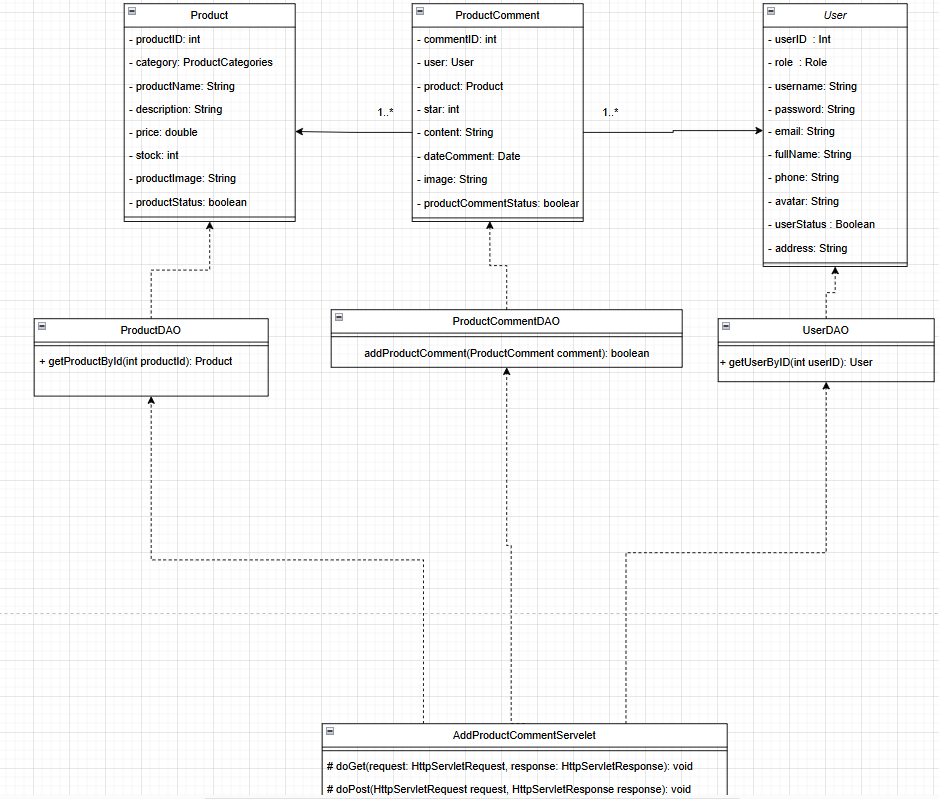 Product
- productID: int
- category: ProductCategories
- productName: String
- description: String
- price: double
- stock: int
- productImage: String
- productStatus: boolean
1..*
ProductComment
- commentID: int
- user: User
- product: Product
- star: int
- content: String
- dateComment: Date
- image: String
- productCommentStatus: boolear
1..*
User
- userID : Int
- role : Role
- username: String
- password: String
- email: String
- fullName: String
- phone: String
- avatar: String
- userStatus : Boolean
- address: String
ProductDAO
+ getProductById(int productId): Product
ProductCommentDAO
addProductComment(ProductComment comment): boolean
UserDAO
+ getUserByID(int userID): User
AddProductCommentServelet
# doGet(request: HttpServletRequest, response: HttpServletResponse): void
# doPost(HttpServletRequest request, HttpServletResponse response): void